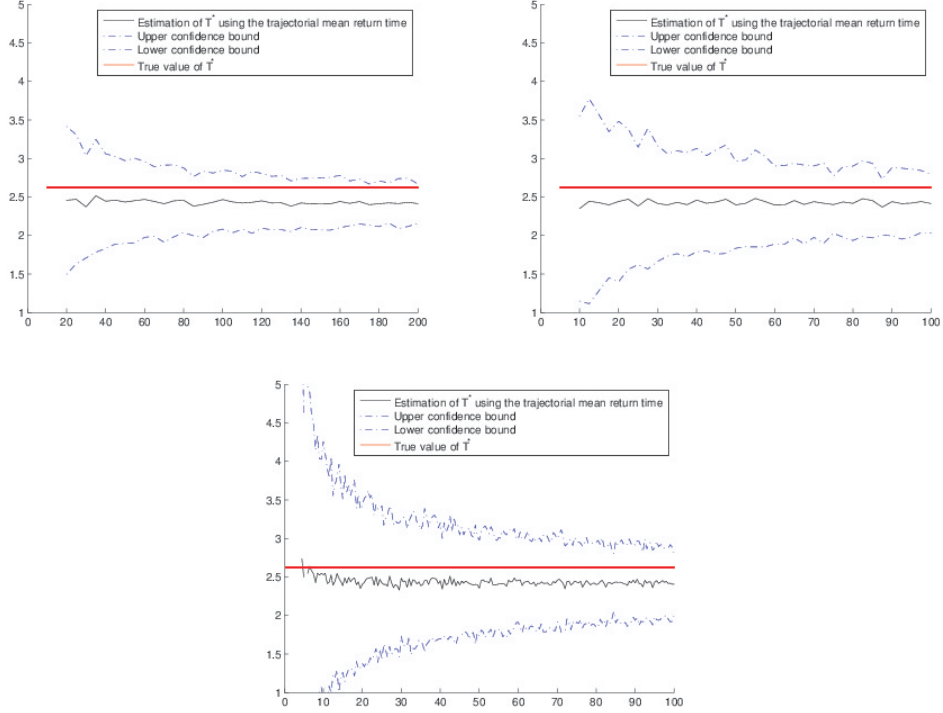 5
4.5
4
3.5
3
2.5
2
1.5
1
0 20 40 60 80 100 120 140 160 180 200
Estimation of T* using the trajectorial mean return time
Upper confidence bound
Lower confidence bound
True value of T*
5
4.5
4
3.5
3
2.5
2
1.5
1
0 10 20 30 40 50 60 70 80 90 100
Estimation of T* using the trajectorial mean return time
Upper confidence bound
Lower confidence bound
True value of T*
5
4.5
4
3.5
3
2.5
2
1.5
1
0 10 20 30 40 50 60 70 80 90 100
Estimation of T* using the trajectorial mean return time
Upper confidence bound
Lower confidence bound
True value of T*